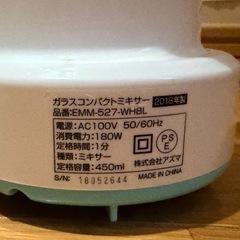 ガラスコンパクトミキサー 2018年製
品番:EMM-527-WHBL
電源:AC100V 50/60Hz
消費電力:180W
定格時間:1分
種類:ミキサー
定格容量:450ml
PSE
株式会社アズマ
S/N: 18052644 MADE IN CHINA